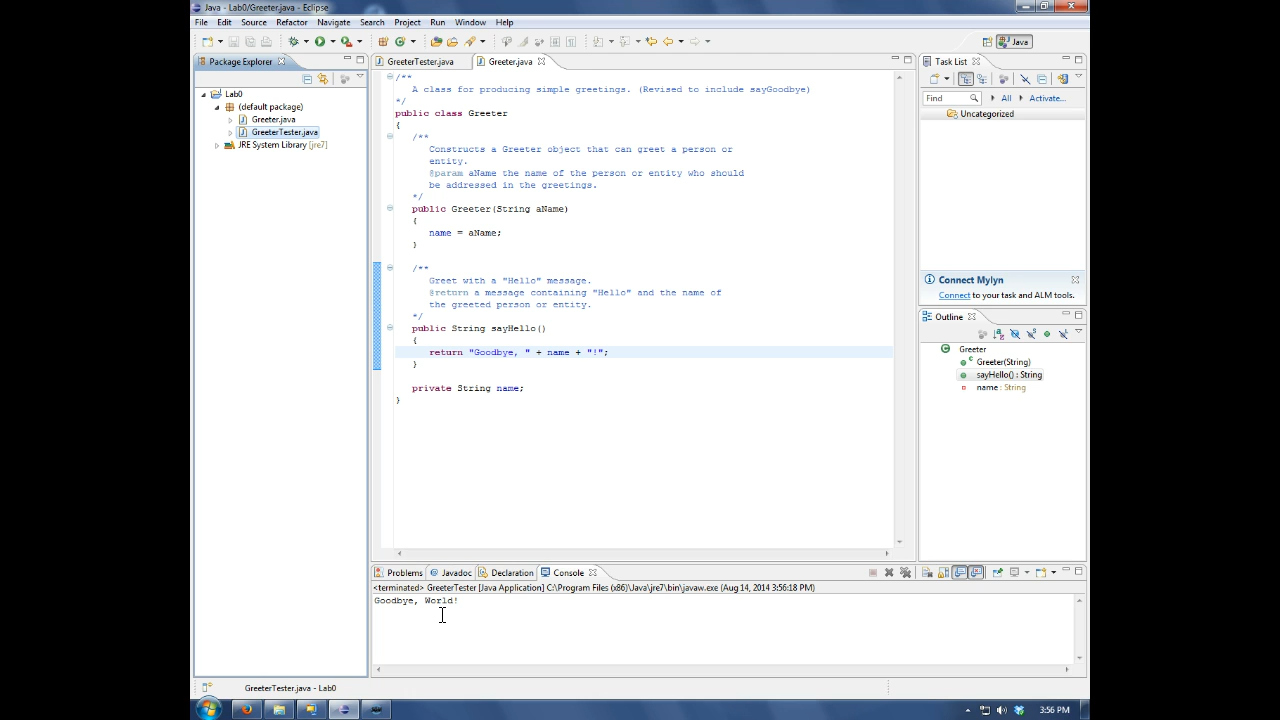 Java - Lab0/Greeter.java - Eclipse
File Edit Source Refactor Navigate Search Project Run Window Help
Java
Package Explorer
Lab0
(default package)
Greeter.java
GreeterTester.java
JRE System Library [jre7]
GreeterTester.java Greeter.java
/**
A class for producing simple greetings. (Revised to include sayGoodbye)
*/
public class Greeter
{
/**
Constructs a Greeter object that can greet a person or
entity.
@param aName the name of the person or entity who should
be addressed in the greetings.
*/
public Greeter(String aName)
{
name = aName;
}
/**
Greet with a "Hello" message.
@return a message containing "Hello" and the name of
the greeted person or entity.
*/
public String sayHello()
{
return "Goodbye, " + name + "!";
}
private String name;
}
Task List
Find All Activate...
Uncategorized
Connect Mylyn
Connect to your task and ALM tools.
Outline
Greeter
Greeter(String)
sayHello() : String
name : String
Problems Javadoc Declaration Console
<terminated> GreeterTester [Java Application] C:\Program Files (x86)\Java\jre7\bin\javaw.exe (Aug 14, 2014 3:56:18 PM)
Goodbye, World!
GreeterTester.java - Lab0
3:56 PM